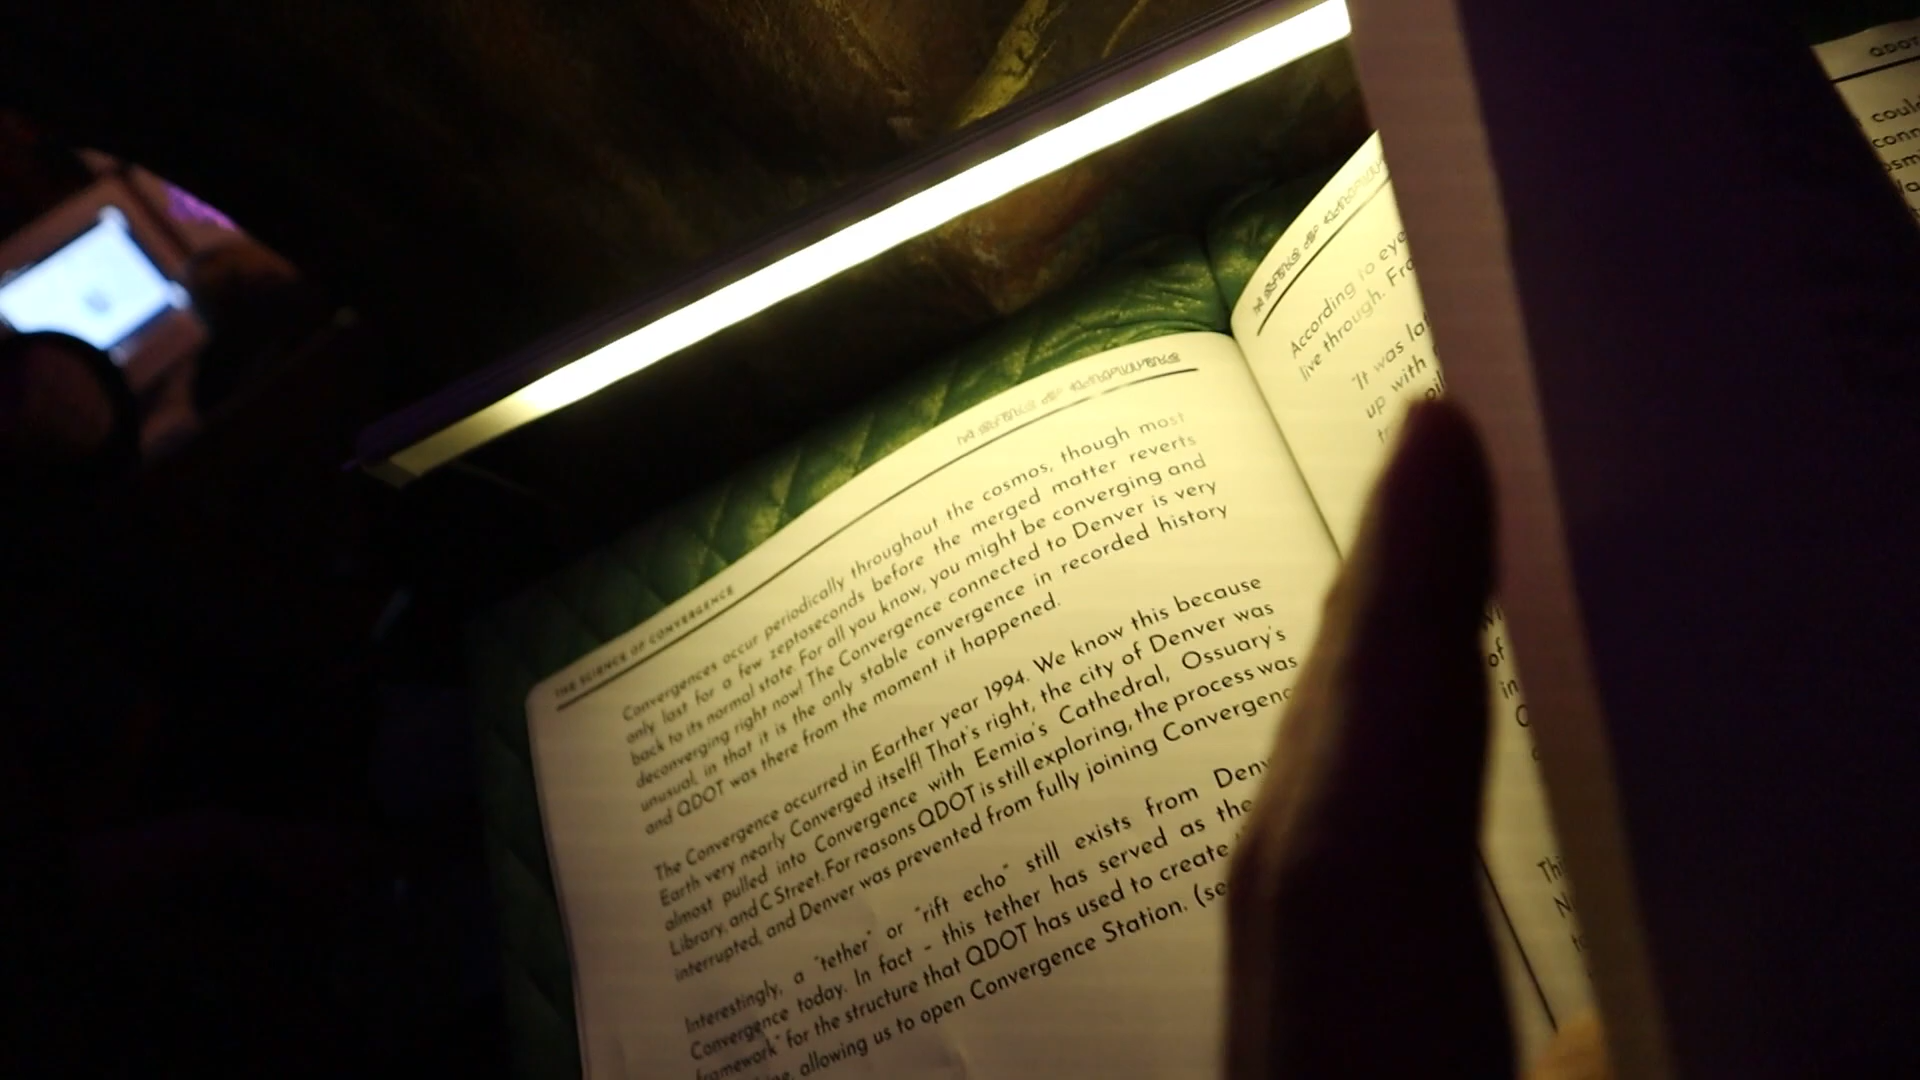 THE SCIENCE OF CONVERGENCE
Convergences occur periodically throughout the cosmos, though most
only last for a few zeptoseconds before the merged matter reverts
back to its normal state. For all you know, you might be converging and
deconverging right now! The Convergence connected to Denver is very
unusual, in that it is the only stable convergence in recorded history
and QDOT was there from the moment it happened.
The Convergence occurred in Earther year 1994. We know this because
Earth very nearly Converged itself! That's right, the city of Denver was
almost pulled into Convergence with Eemia's Cathedral, Ossuary's
Library, and C Street. For reasons QDOT is still exploring, the process was
interrupted, and Denver was prevented from fully joining Convergenc
Interestingly, a "tether" or "rift echo" still exists from Denv
Convergence today. In fact - this tether has served as the
framework" for the structure that QDOT has used to create
allowing us to open Convergence Station. (se
According to eye
live through. Fro
"It was lat
up with
of
in
QDOT
coul
conn